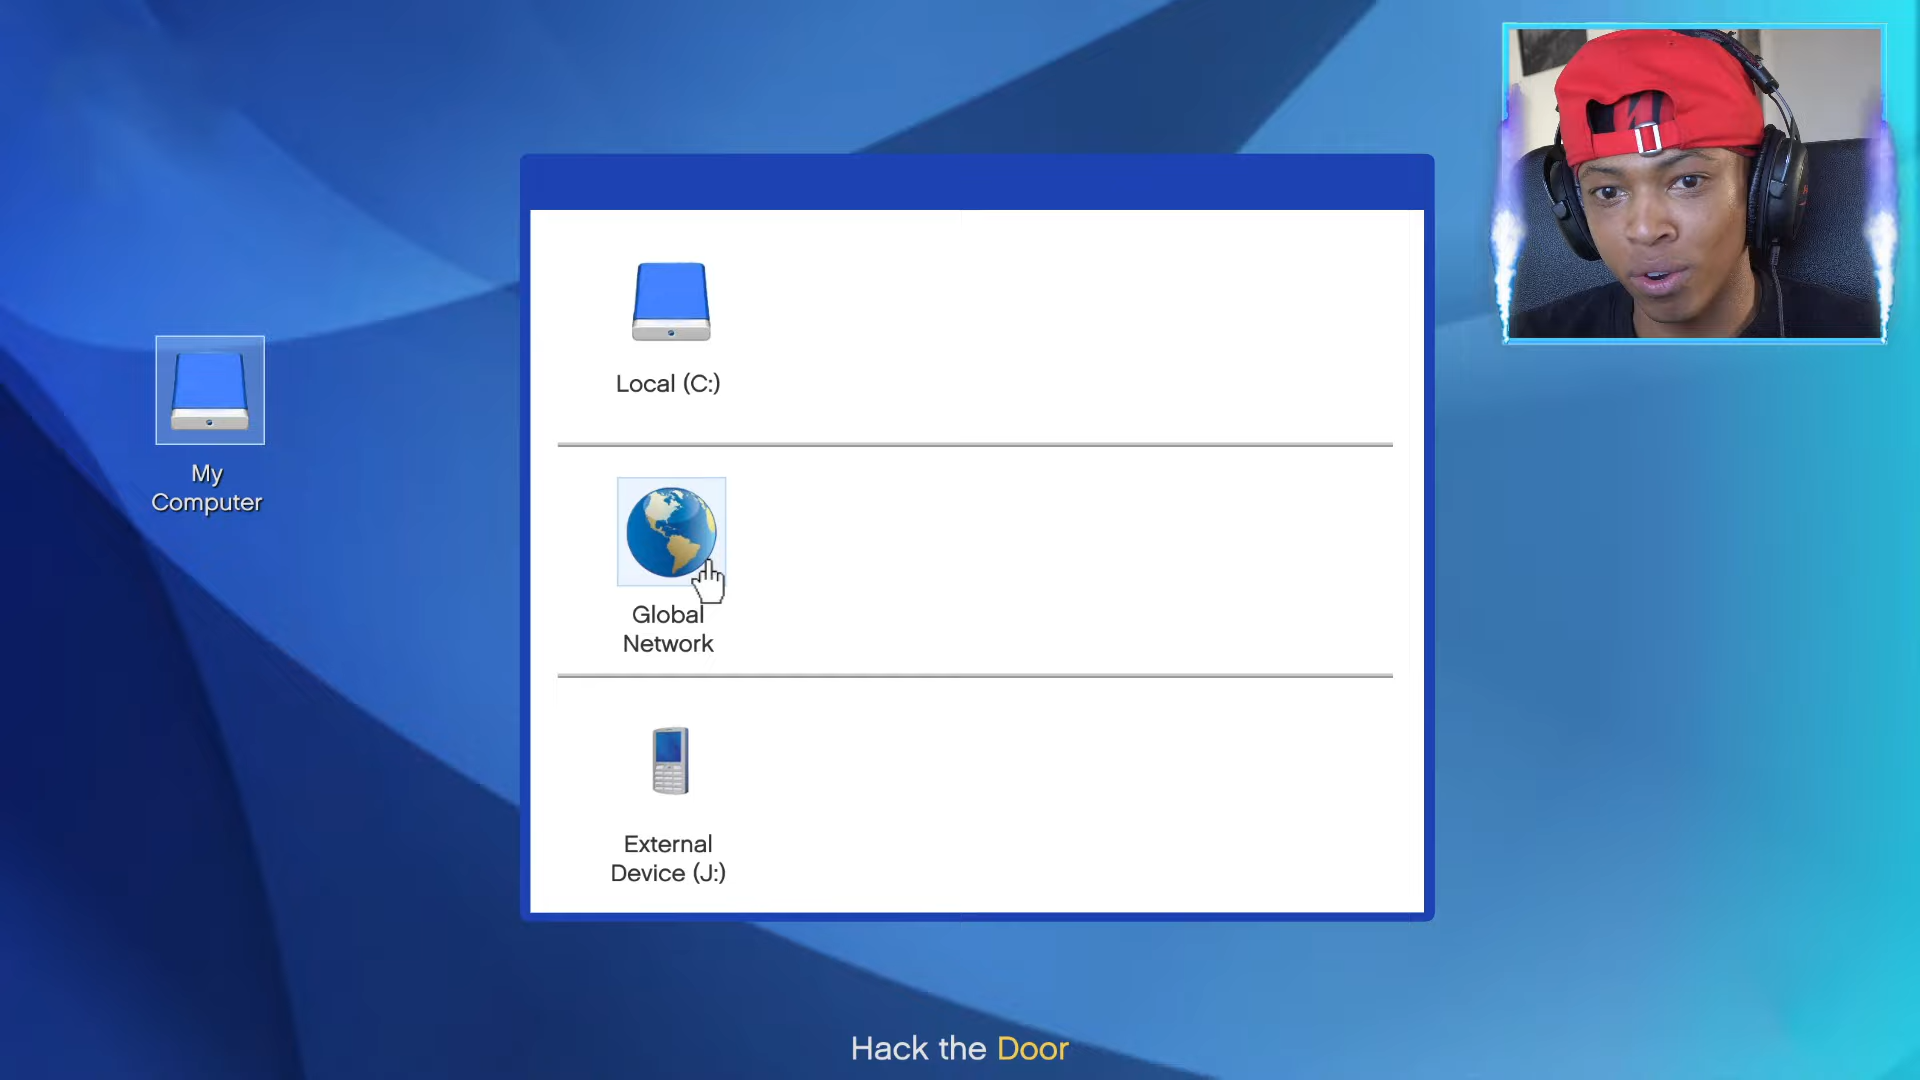 Local (C:)
My
Computer
Global
Network
External
Device (J:)
Hack the Door